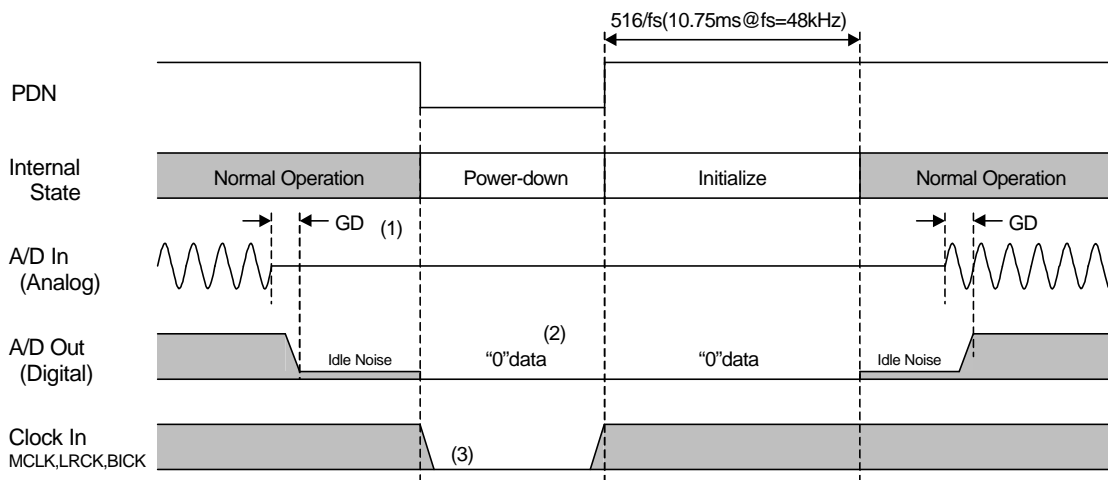 516/fs(10.75ms@fs=48kHz)
PDN
Internal
State
Normal Operation
Power-down
Initialize
Normal Operation
GD
(1)
GD
A/D In
(Analog)
A/D Out
(Digital)
Idle Noise
(2)
“0”data
“0”data
Idle Noise
Clock In
MCLK,LRCK,BICK
(3)